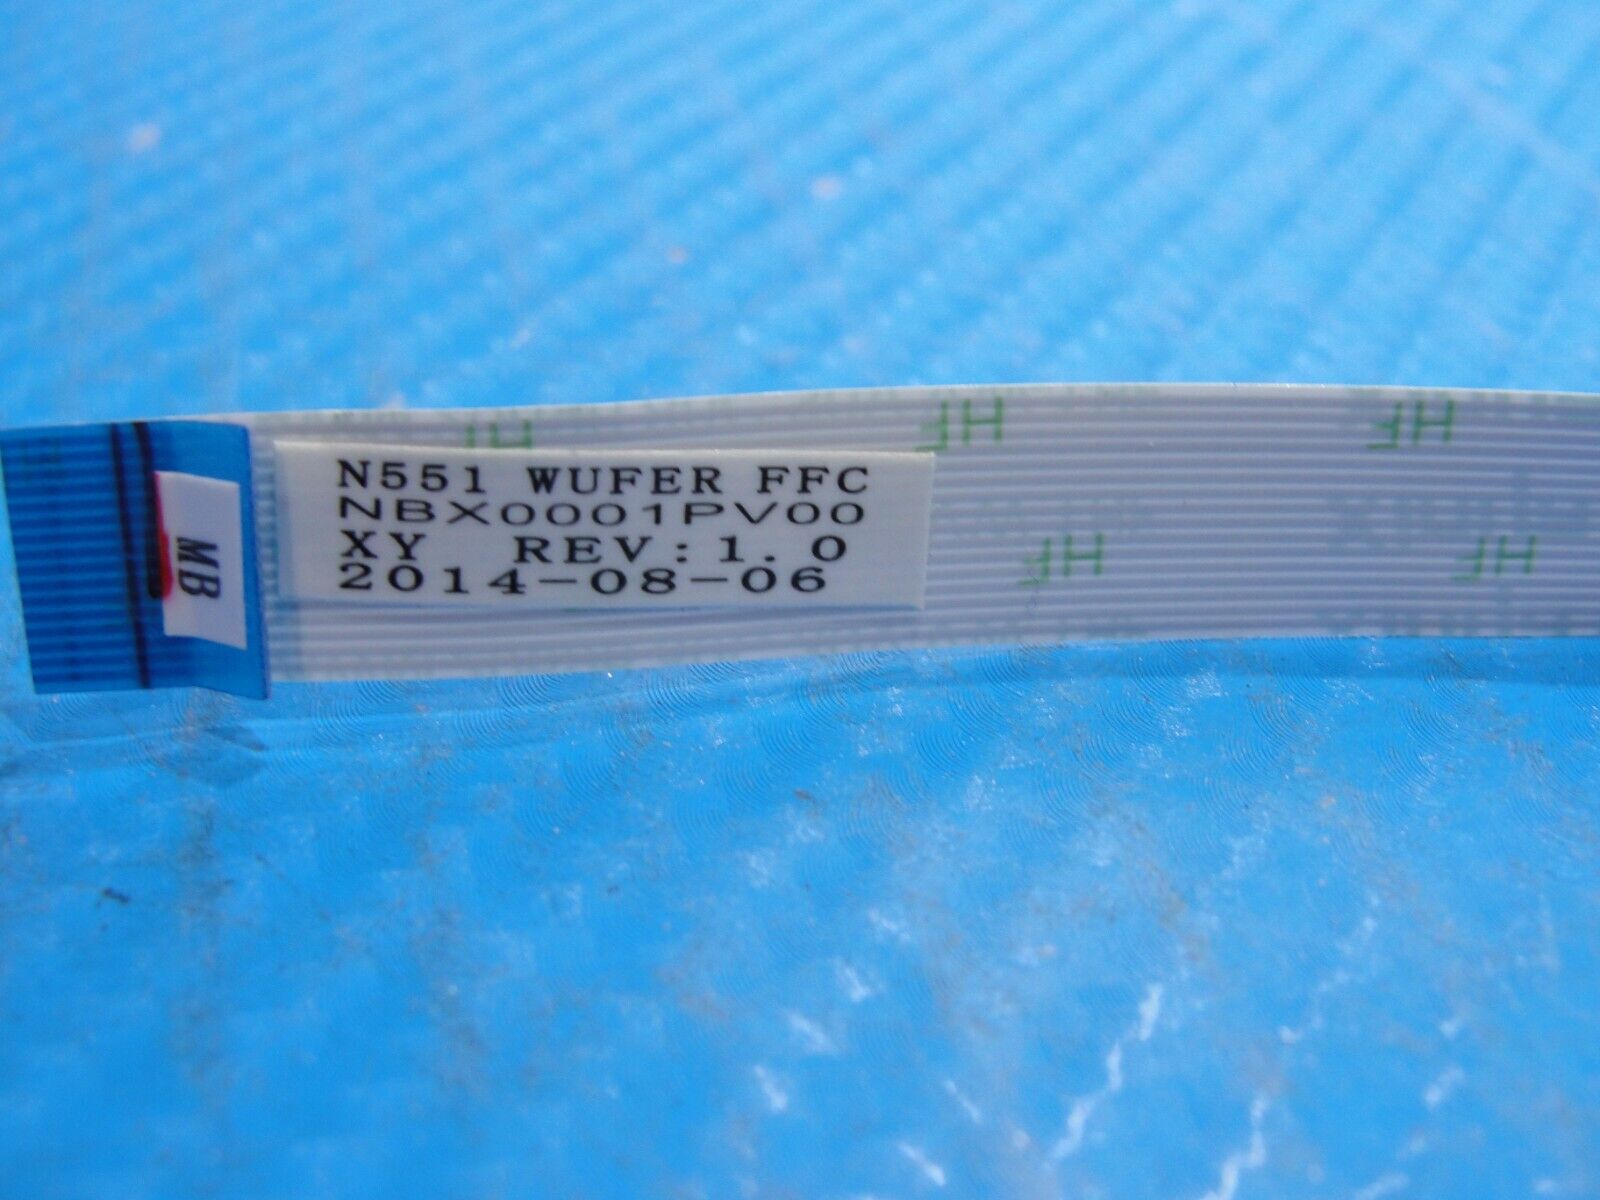 N551 WUFER FFC
NBX0001PV00
XY REV:1.0
2014-08-06
MB
HF
HF
HF
HF
HF